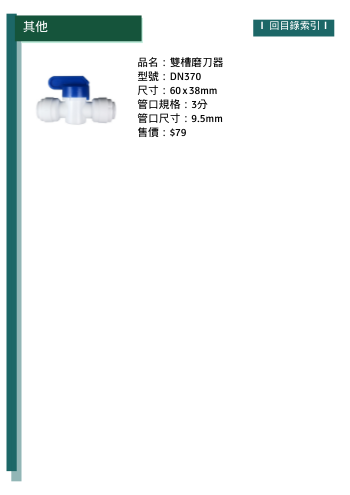 其他
I 回目錄索引 I
品名：雙槽磨刀器
型號：DN370
尺寸：60x38mm
管口規格：3分
管口尺寸：9.5mm
售價：$79